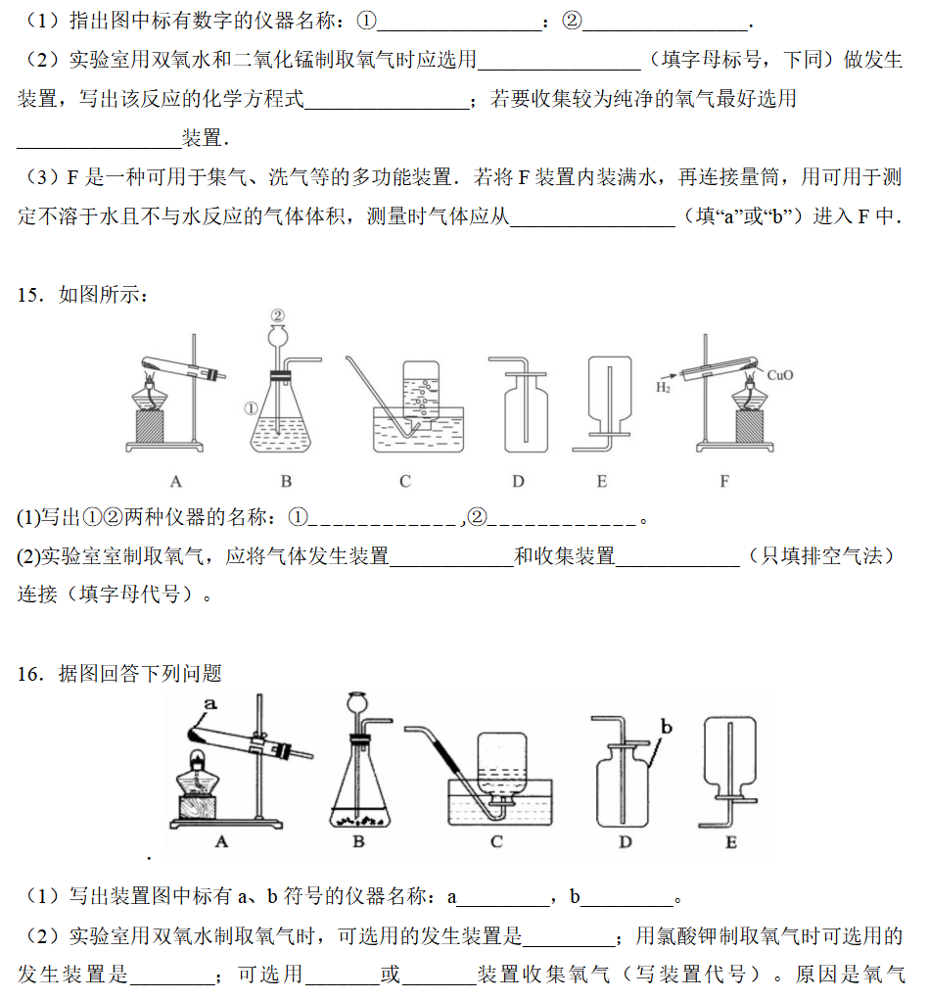 （1）指出图中标有数字的仪器名称：①________________：②________________．
（2）实验室用双氧水和二氧化锰制取氧气时应选用________________（填字母标号，下同）做发生
装置，写出该反应的化学方程式________________；若要收集较为纯净的氧气最好选用
________________装置．
（3）F 是一种可用于集气、洗气等的多功能装置．若将 F 装置内装满水，再连接量筒，用可用于测
定不溶于水且不与水反应的气体体积，测量时气体应从________________（填“a”或“b”）进入 F 中．
15．如图所示：
②
①
H₂
CuO
A B C D E F
(1)写出①②两种仪器的名称：①____________,②____________。
(2)实验室室制取氧气，应将气体发生装置____________和收集装置____________（只填排空气法）
连接（填字母代号）。
16．据图回答下列问题
a
b
A B C D E
.
（1）写出装置图中标有 a、b 符号的仪器名称：a_________，b_________。
（2）实验室用双氧水制取氧气时，可选用的发生装置是_________；用氯酸钾制取氧气时可选用的
发生装置是________；可选用_______或_______装置收集氧气（写装置代号）。原因是氧气